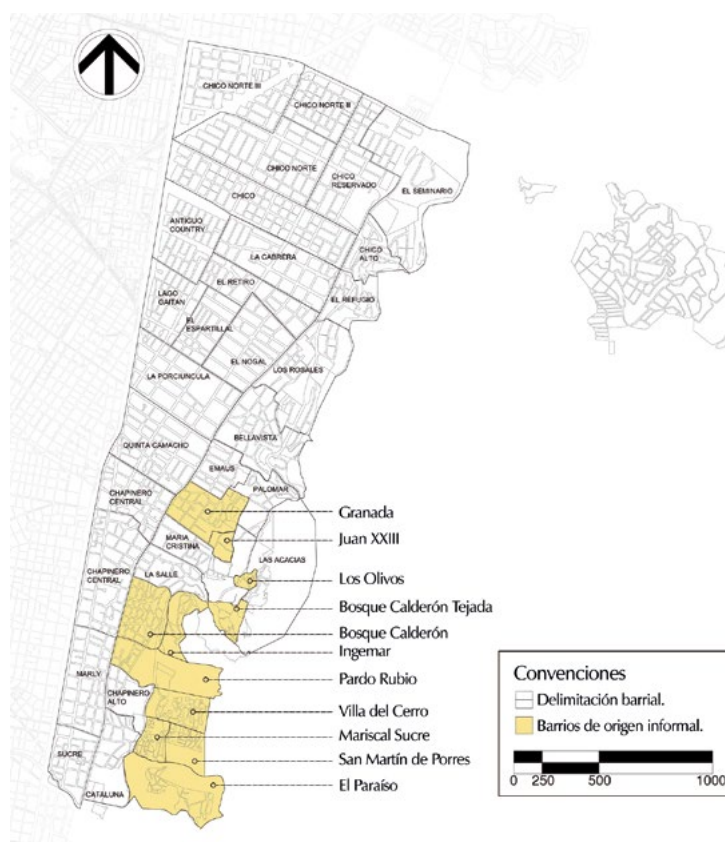 CHICO NORTE III
CHICO NORTE II
CHICO NORTE
CHICO
RESERVADO
EL SEMINARIO
CHICO
ANTIGUO
COUNTRY
LA CABRERA
CHICO
ALTO
EL RETIRO
LAGO
GAITAN
EL REFUGIO
EL
ESPARTILLAL
EL NOGAL
LOS ROSALES
LA PORCIUNCULA
BELLAVISTA
QUINTA CAMACHO
EMAUS
PALOMAR
CHAPINERO
CENTRAL
Granada
MARIA
CRISTINA
Juan XXIII
LAS ACACIAS
CHAPINERO
CENTRAL
LA SALLE
Los Olivos
Bosque Calderón Tejada
Bosque Calderón
Ingemar
MARLY
Pardo Rubio
CHAPINERO
ALTO
Villa del Cerro
Mariscal Sucre
SUCRE
San Martín de Porres
El Paraíso
CATALUNA
Convenciones
Delimitación barrial.
Barrios de origen informal.
0 250 500 1000